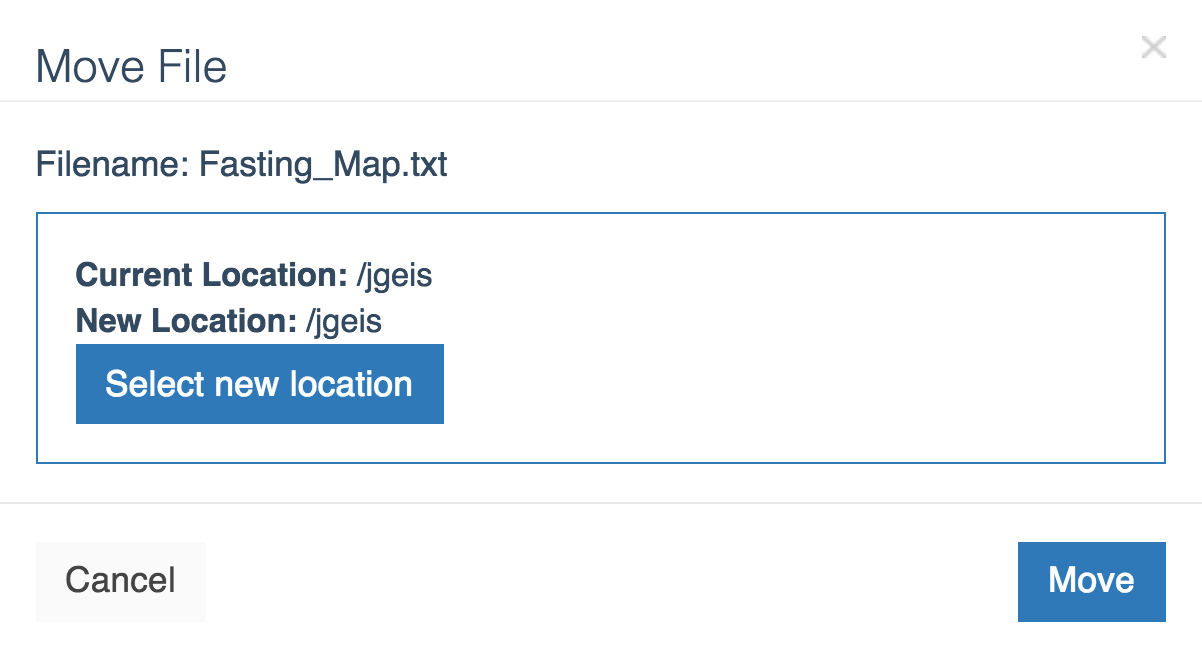 Move File
Filename: Fasting_Map.txt
Current Location: /jgeis
New Location: /jgeis
Select new location
Cancel
Move